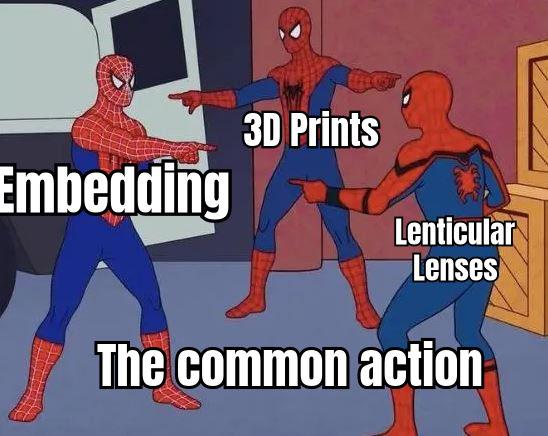 3D Prints
Embedding
Lenticular
Lenses
The common action